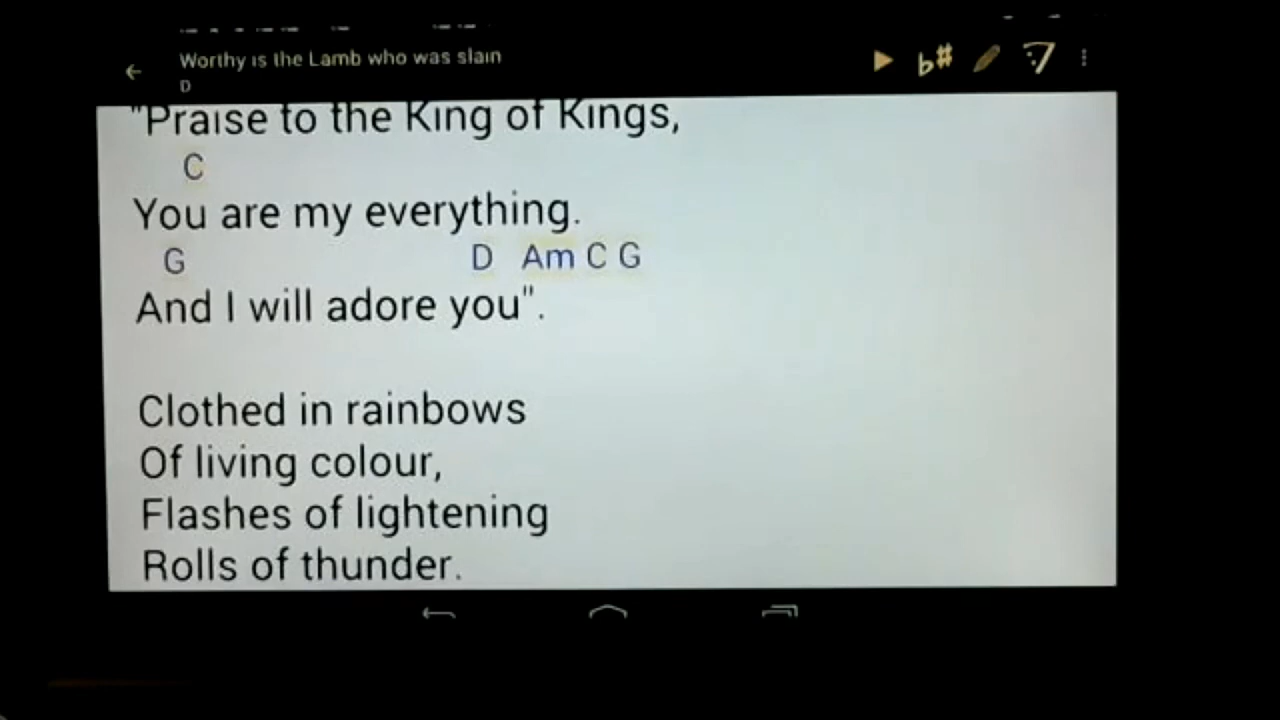 Worthy is the Lamb who was slain
D
"Praise to the King of Kings,
C
You are my everything.
G D Am C G
And I will adore you".
Clothed in rainbows
Of living colour,
Flashes of lightening
Rolls of thunder.